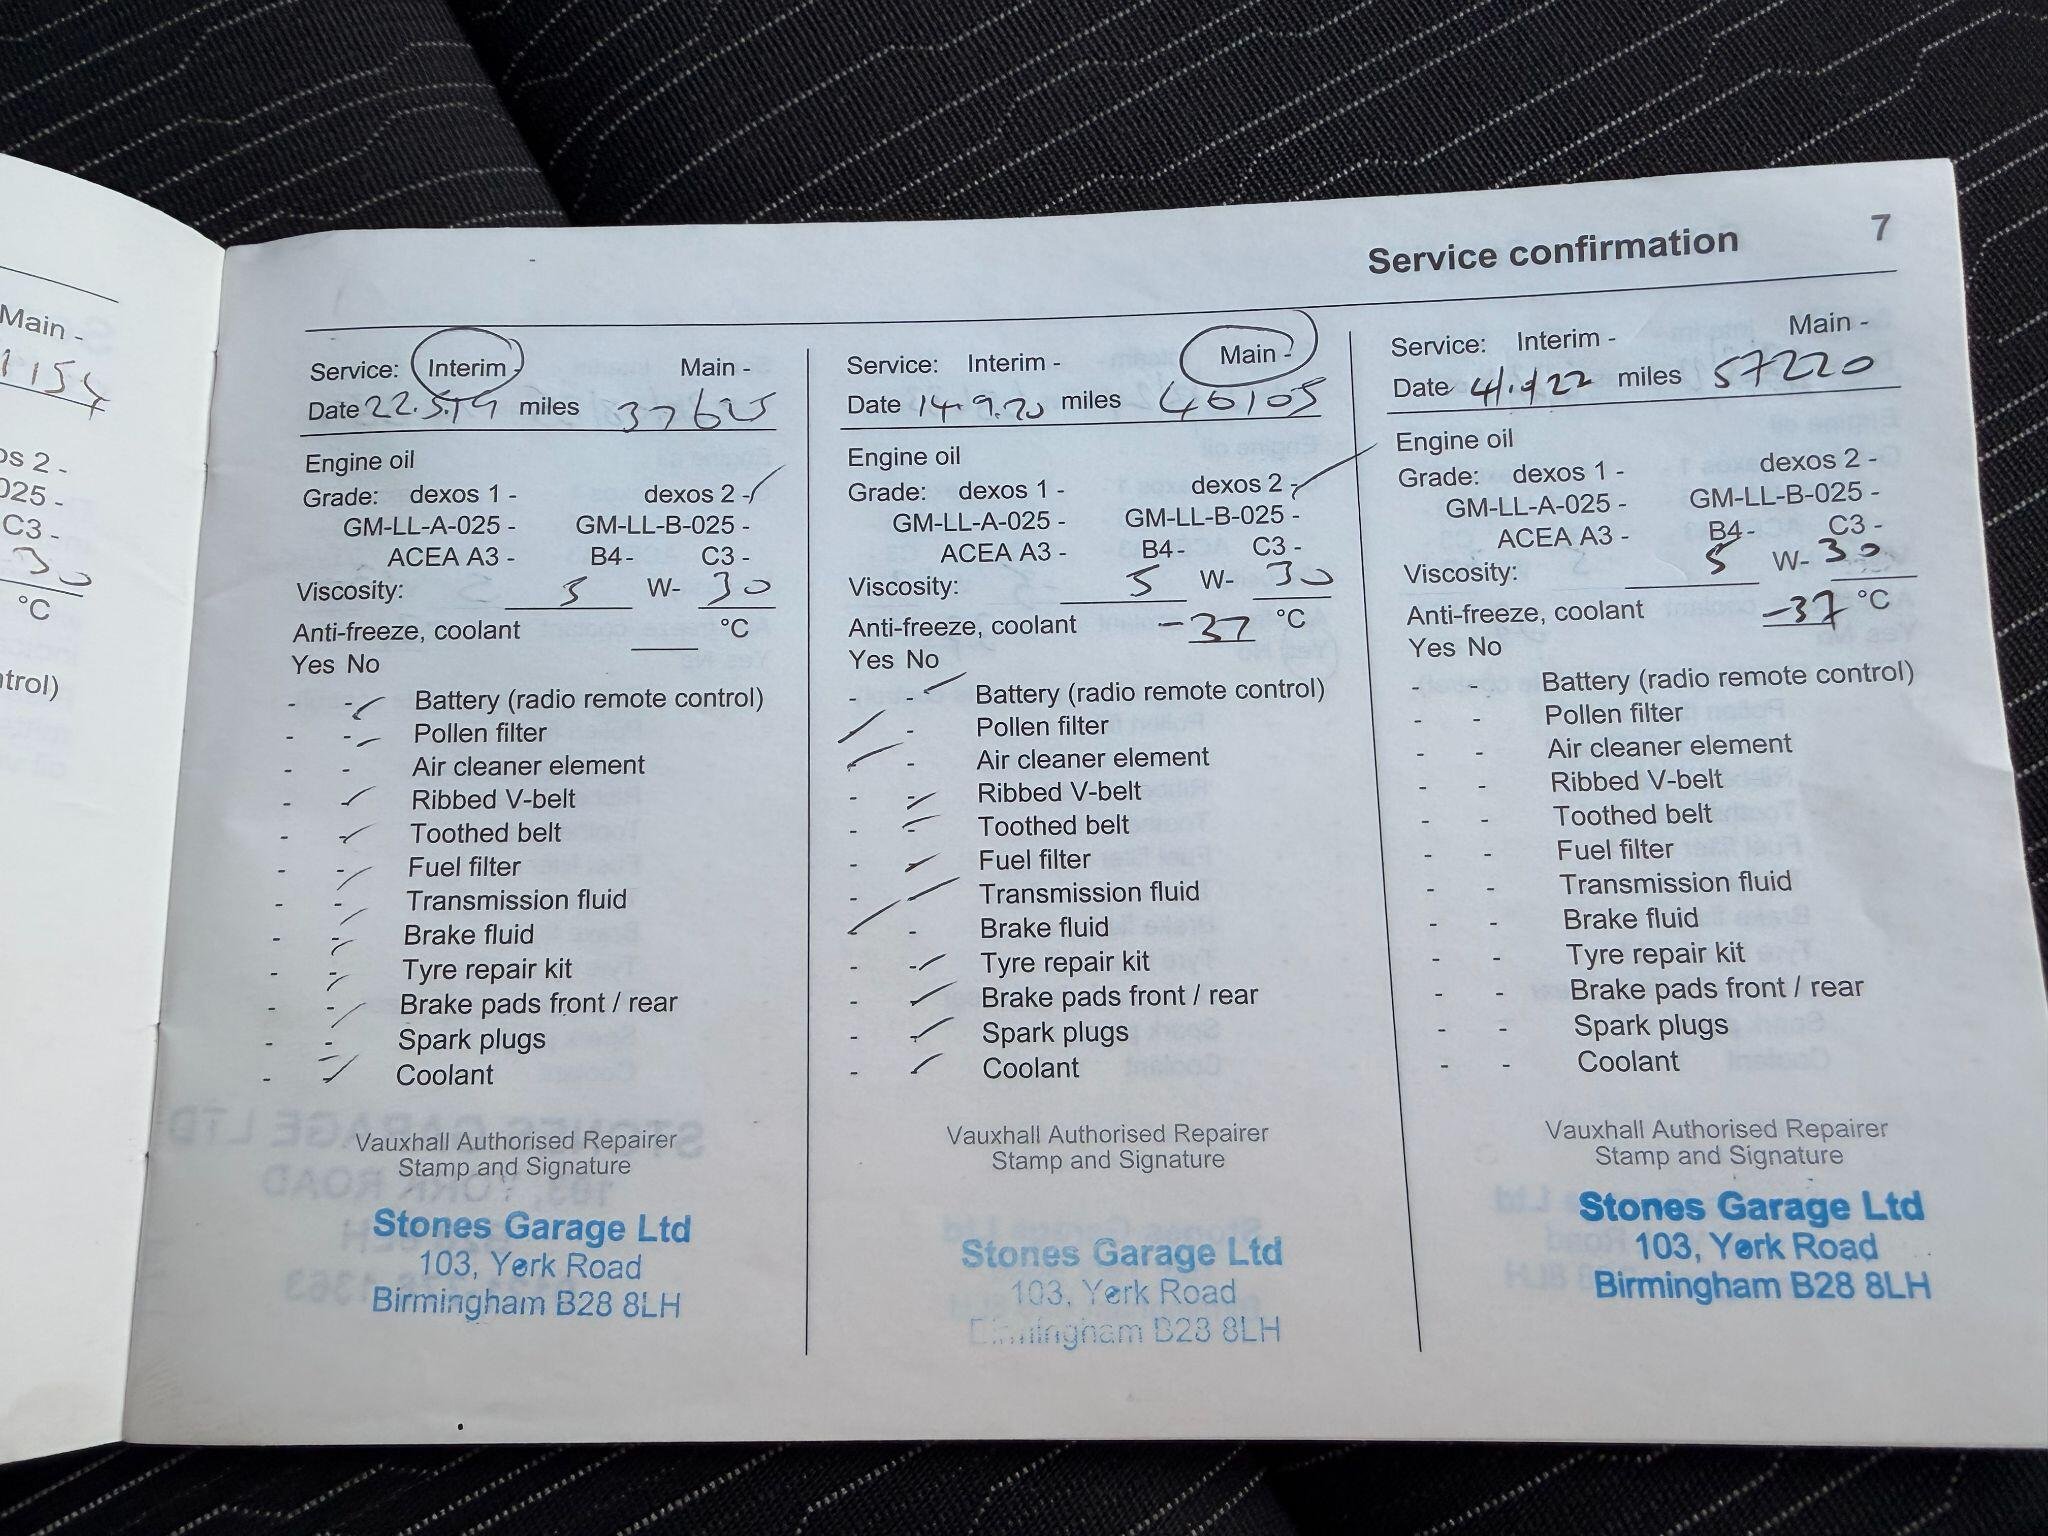 Main -
Service confirmation 7
Service: Interim - Main -
Date 22.5.19 miles 37625
Engine oil
Grade: dexos 1 - dexos 2 -
GM-LL-A-025 - GM-LL-B-025 -
ACEA A3 - B4 - C3 -
Viscosity: 5 W- 30
Anti-freeze, coolant °C
Yes No
- - Battery (radio remote control)
- - Pollen filter
- - Air cleaner element
- - Ribbed V-belt
- - Toothed belt
- - Fuel filter
- - Transmission fluid
- - Brake fluid
- - Tyre repair kit
- - Brake pads front / rear
- - Spark plugs
- - Coolant
Vauxhall Authorised Repairer
Stamp and Signature
Stones Garage Ltd
103, York Road
Birmingham B28 8LH
Service: Interim - Main -
Date 14.9.20 miles 46105
Engine oil
Grade: dexos 1 - dexos 2 -
GM-LL-A-025 - GM-LL-B-025 -
ACEA A3 - B4 - C3 -
Viscosity: 5 W- 30
Anti-freeze, coolant -37 °C
Yes No
- - Battery (radio remote control)
- - Pollen filter
- - Air cleaner element
- - Ribbed V-belt
- - Toothed belt
- - Fuel filter
- - Transmission fluid
- - Brake fluid
- - Tyre repair kit
- - Brake pads front / rear
- - Spark plugs
- - Coolant
Vauxhall Authorised Repairer
Stamp and Signature
Stones Garage Ltd
103, York Road
Birmingham B28 8LH
Service: Interim - Main -
Date miles 57220
Engine oil
Grade: dexos 1 - dexos 2 -
GM-LL-A-025 - GM-LL-B-025 -
ACEA A3 - B4 - C3 -
Viscosity: 5 W- 30
Anti-freeze, coolant -37 °C
Yes No
- - Battery (radio remote control)
- - Pollen filter
- - Air cleaner element
- - Ribbed V-belt
- - Toothed belt
- - Fuel filter
- - Transmission fluid
- - Brake fluid
- - Tyre repair kit
- - Brake pads front / rear
- - Spark plugs
- - Coolant
Vauxhall Authorised Repairer
Stamp and Signature
Stones Garage Ltd
103, York Road
Birmingham B28 8LH